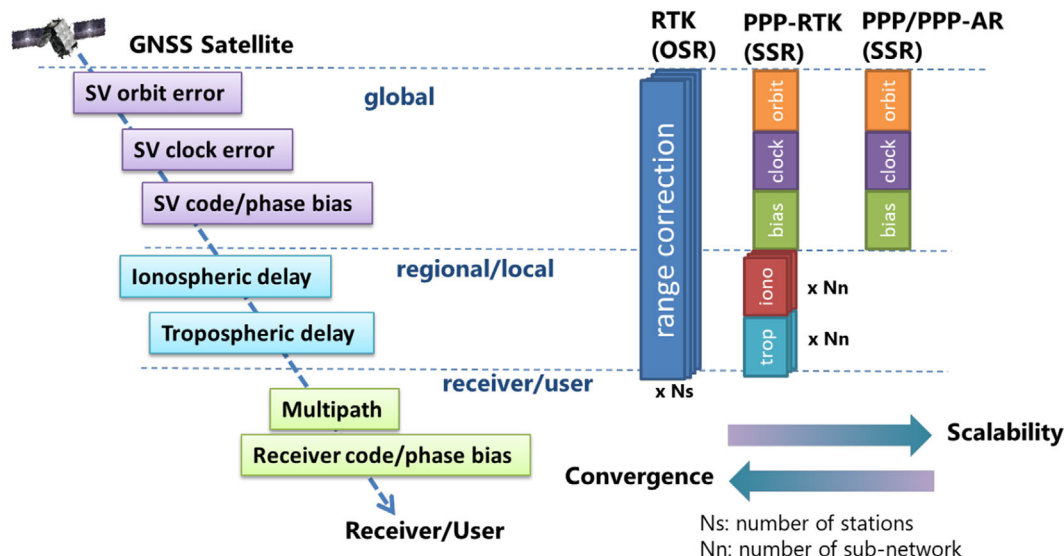 GNSS Satellite
SV orbit error
SV clock error
SV code/phase bias
Ionospheric delay
Tropospheric delay
Multipath
Receiver code/phase bias
Receiver/User
global
regional/local
receiver/user
RTK
(OSR)
range correction
x Ns
PPP-RTK
(SSR)
orbit
clock
bias
iono
x Nn
trop
x Nn
PPP/PPP-AR
(SSR)
orbit
clock
bias
Scalability
Convergence
Ns: number of stations
Nn: number of sub-network